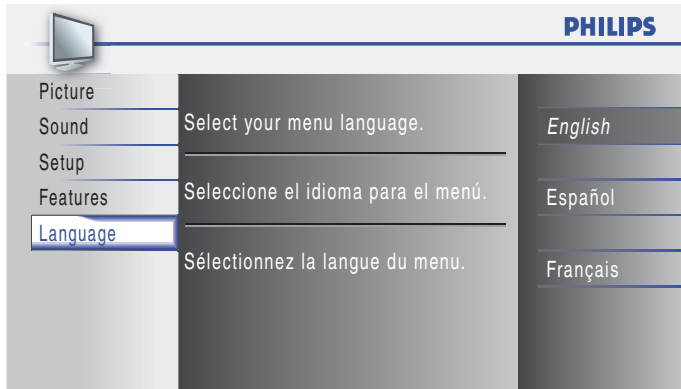 PHILIPS
Picture
Sound
Setup
Features
Language
Select your menu language.
Seleccione el idioma para el menú.
Sélectionnez la langue du menu.
English
Español
Français